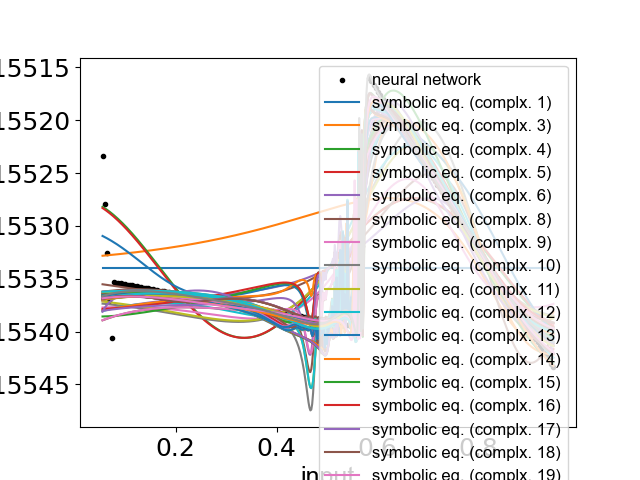 15515
15520
15525
15530
15535
15540
15545
0.2
0.4
0.6
0.8
input
neural network
symbolic eq. (complx. 1)
symbolic eq. (complx. 3)
symbolic eq. (complx. 4)
symbolic eq. (complx. 5)
symbolic eq. (complx. 6)
symbolic eq. (complx. 8)
symbolic eq. (complx. 9)
symbolic eq. (complx. 10)
symbolic eq. (complx. 11)
symbolic eq. (complx. 12)
symbolic eq. (complx. 13)
symbolic eq. (complx. 14)
symbolic eq. (complx. 15)
symbolic eq. (complx. 16)
symbolic eq. (complx. 17)
symbolic eq. (complx. 18)
symbolic eq. (complx. 19)